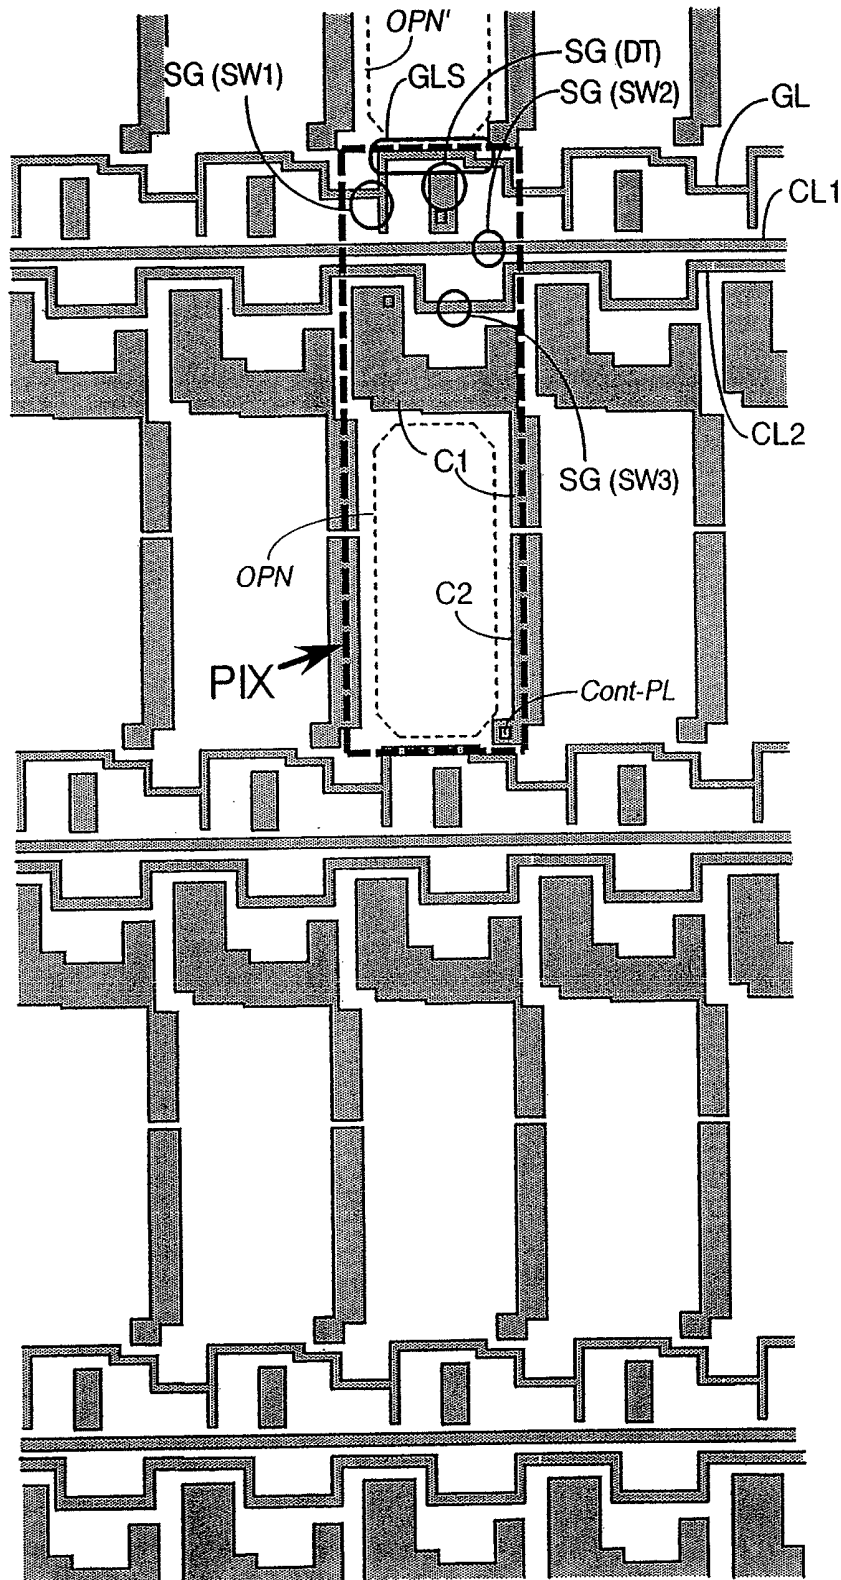 OPN'
SG (DT)
SG (SW1)
GLS
SG (SW2)
GL
CL1
CL2
C1
SG (SW3)
OPN
C2
PIX
Cont-PL